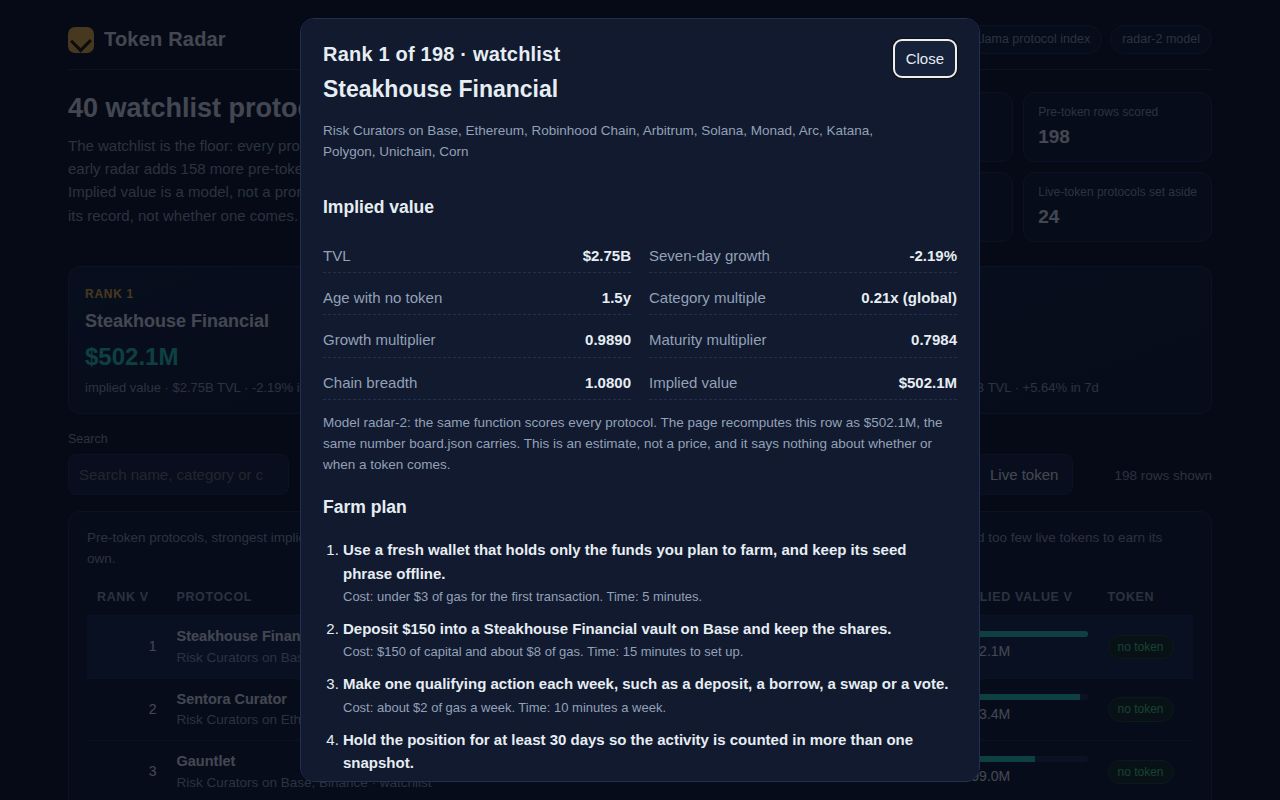 Token Radar
lama protocol index
radar-2 model
40 watchlist proto
The watchlist is the floor: every pro
early radar adds 158 more pre-toke
Implied value is a model, not a pro
its record, not whether one comes.
Pre-token rows scored
198
Live-token protocols set aside
24
RANK 1
Steakhouse Financial
$502.1M
implied value · $2.75B TVL · -2.19% i
TVL · +5.64% in 7d
Search
Search name, category or c
Live token
198 rows shown
Pre-token protocols, strongest impli
d too few live tokens to earn its
own.
RANK V
PROTOCOL
LIED VALUE V
TOKEN
1
Steakhouse Finan
Risk Curators on Bas
2.1M
no token
2
Sentora Curator
Risk Curators on Eth
3.4M
no token
3
Gauntlet
Risk Curators on Base, Binance · watchlist
9.0M
no token
Rank 1 of 198 · watchlist
Close
Steakhouse Financial
Risk Curators on Base, Ethereum, Robinhood Chain, Arbitrum, Solana, Monad, Arc, Katana,
Polygon, Unichain, Corn
Implied value
TVL $2.75B Seven-day growth -2.19%
Age with no token 1.5y Category multiple 0.21x (global)
Growth multiplier 0.9890 Maturity multiplier 0.7984
Chain breadth 1.0800 Implied value $502.1M
Model radar-2: the same function scores every protocol. The page recomputes this row as $502.1M, the
same number board.json carries. This is an estimate, not a price, and it says nothing about whether or
when a token comes.
Farm plan
1. Use a fresh wallet that holds only the funds you plan to farm, and keep its seed
phrase offline.
Cost: under $3 of gas for the first transaction. Time: 5 minutes.
2. Deposit $150 into a Steakhouse Financial vault on Base and keep the shares.
Cost: $150 of capital and about $8 of gas. Time: 15 minutes to set up.
3. Make one qualifying action each week, such as a deposit, a borrow, a swap or a vote.
Cost: about $2 of gas a week. Time: 10 minutes a week.
4. Hold the position for at least 30 days so the activity is counted in more than one
snapshot.